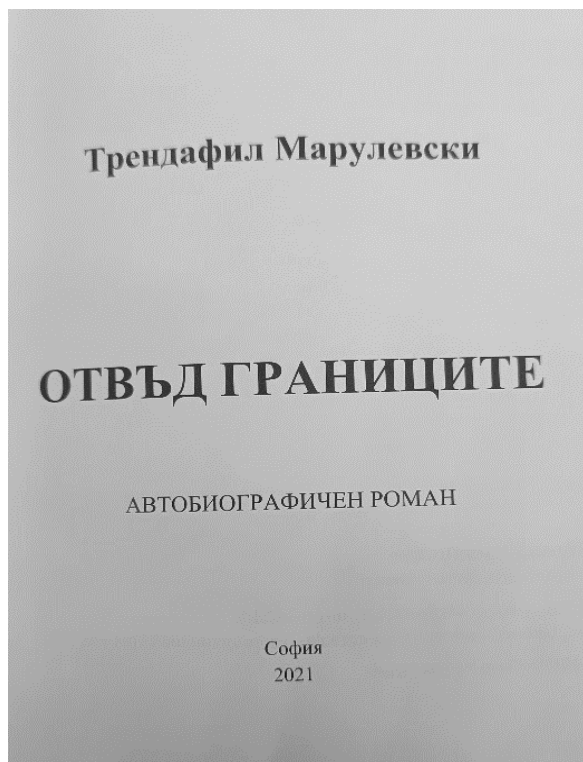 Трендафил Марулевски
ОТВЪД ГРАНИЦИТЕ
АВТОБИОГРАФИЧЕН РОМАН
София
2021